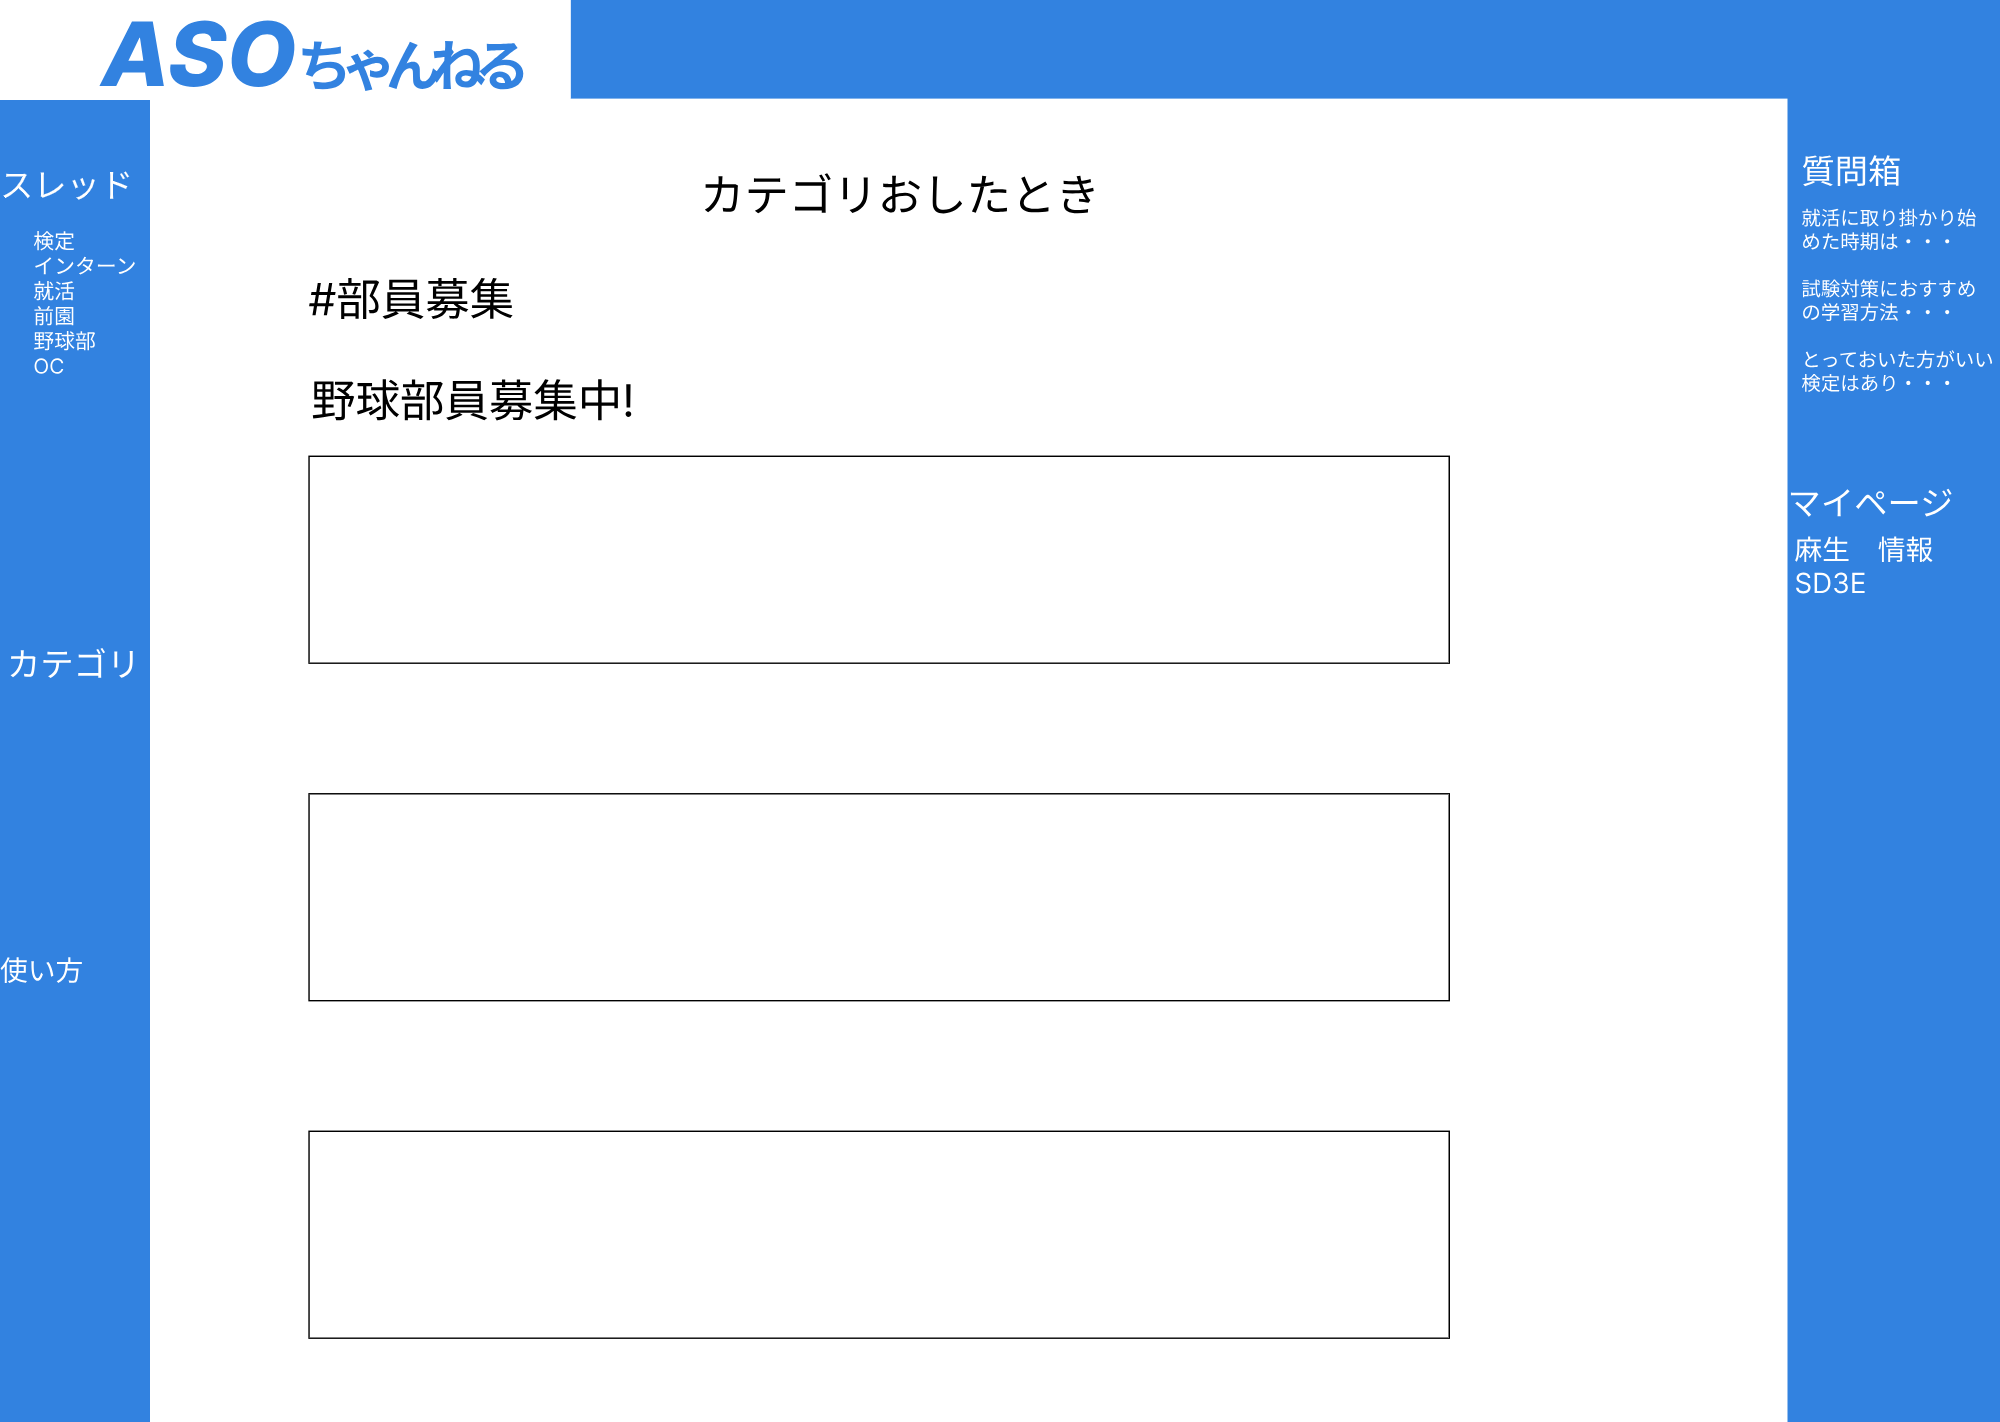 ASOちゃんねる
スレッド
検定
インターン
就活
前園
野球部
OC
カテゴリ
使い方
カテゴリおしたとき
#部員募集
野球部員募集中!
質問箱
就活に取り掛かり始
めた時期は・・・
試験対策におすすめ
の学習方法・・・
とっておいた方がいい
検定はあり・・・
マイページ
麻生　情報
SD3E